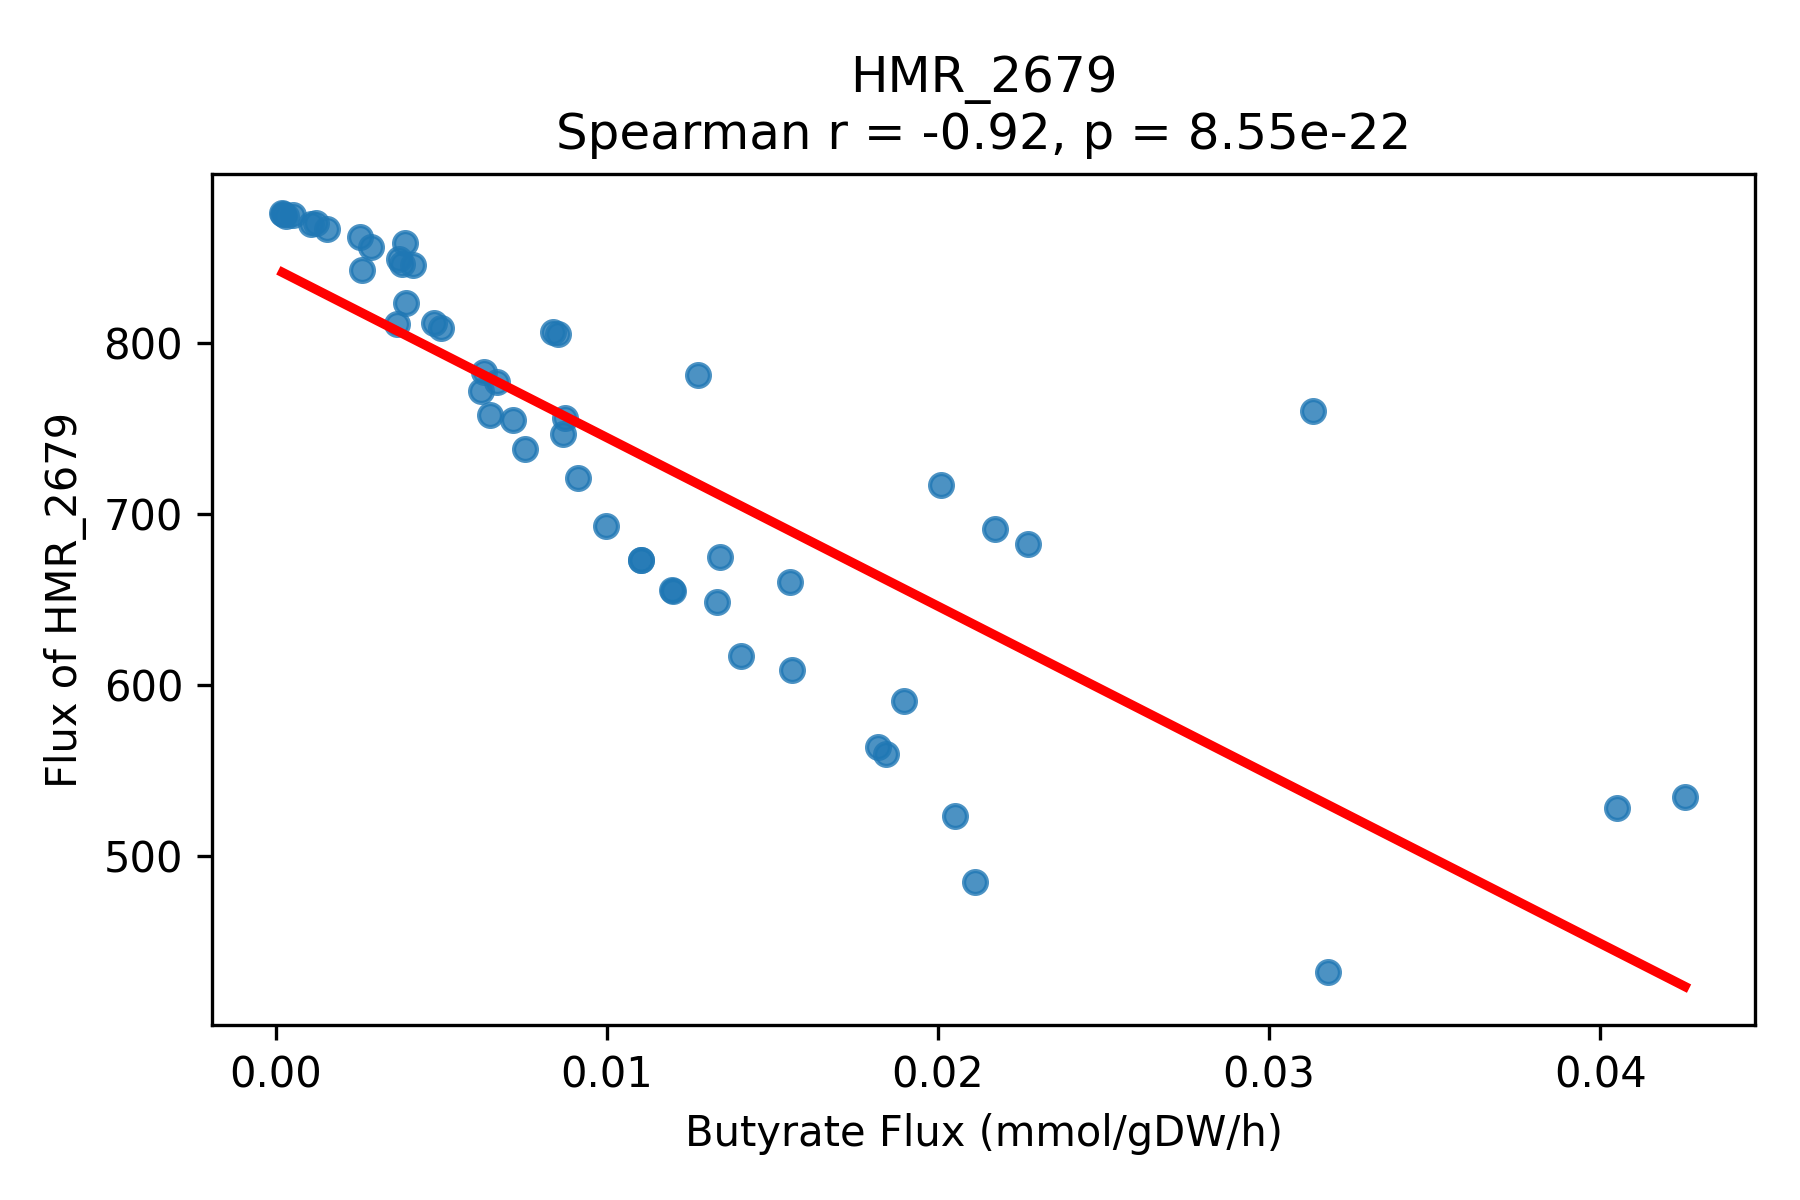 HMR_2679
Spearman r = -0.92, p = 8.55e-22
800
700
600
500
Flux of HMR_2679
0.00 0.01 0.02 0.03 0.04
Butyrate Flux (mmol/gDW/h)